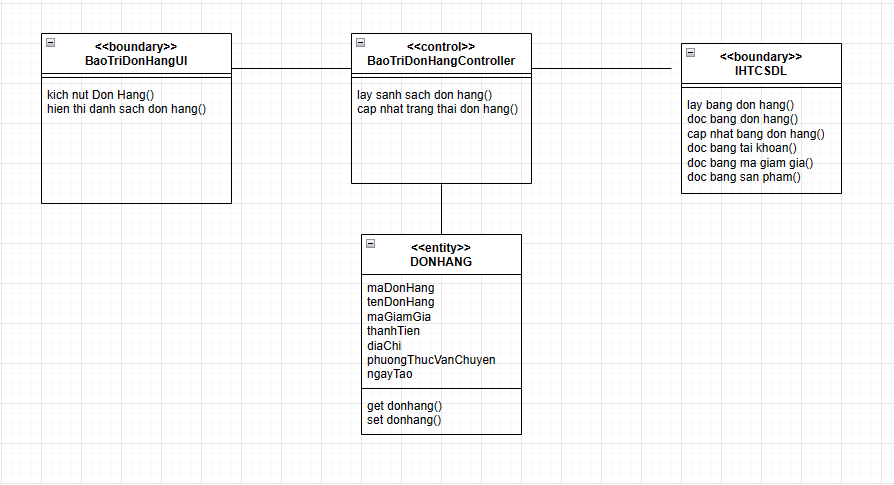 <<boundary>>
BaoTriDonHangUI
kich nut Don Hang()
hien thi danh sach don hang()
<<control>>
BaoTriDonHangController
lay sanh sach don hang()
cap nhat trang thai don hang()
<<boundary>>
IHTCSDL
lay bang don hang()
doc bang don hang()
cap nhat bang don hang()
doc bang tai khoan()
doc bang ma giam gia()
doc bang san pham()
<<entity>>
DONHANG
maDonHang
tenDonHang
maGiamGia
thanhTien
diaChi
phuongThucVanChuyen
ngayTao
get donhang()
set donhang()